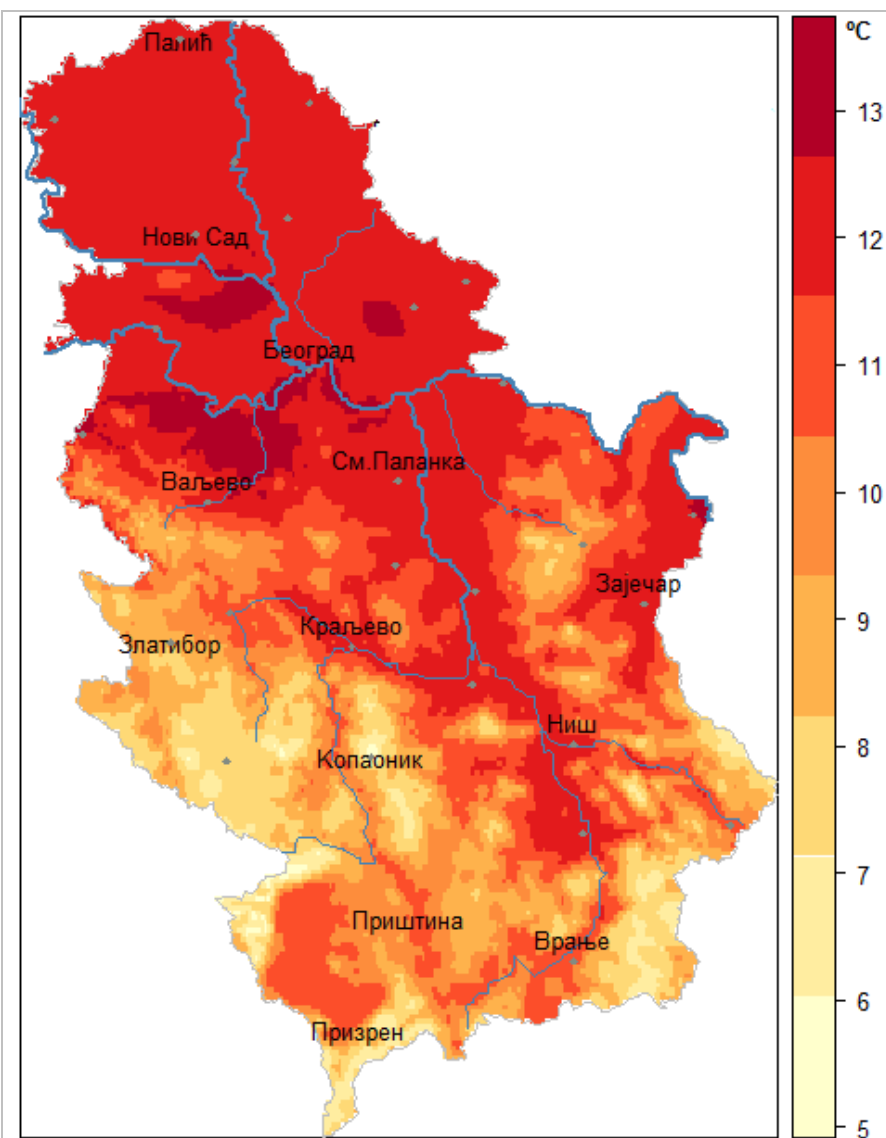 Палић
ºC
13
12
Нови Сад
11
Београд
10
См.Паланка
Ваљево
9
Зајечар
Краљево
Златибор
8
Ниш
Копаоник
7
Приштина
Врање
6
Призрен
5